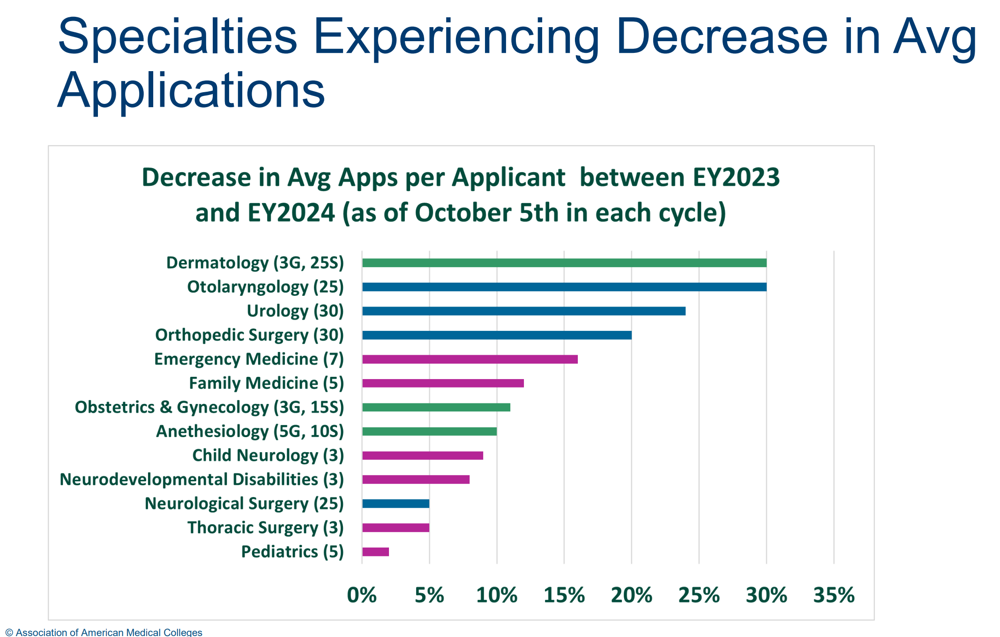 Specialties Experiencing Decrease in Avg
Applications
Decrease in Avg Apps per Applicant between EY2023
and EY2024 (as of October 5th in each cycle)
Dermatology (3G, 25S)
Otolaryngology (25)
Urology (30)
Orthopedic Surgery (30)
Emergency Medicine (7)
Family Medicine (5)
Obstetrics & Gynecology (3G, 15S)
Anethesiology (5G, 10S)
Child Neurology (3)
Neurodevelopmental Disabilities (3)
Neurological Surgery (25)
Thoracic Surgery (3)
Pediatrics (5)
0% 5% 10% 15% 20% 25% 30% 35%
© Association of American Medical Colleges